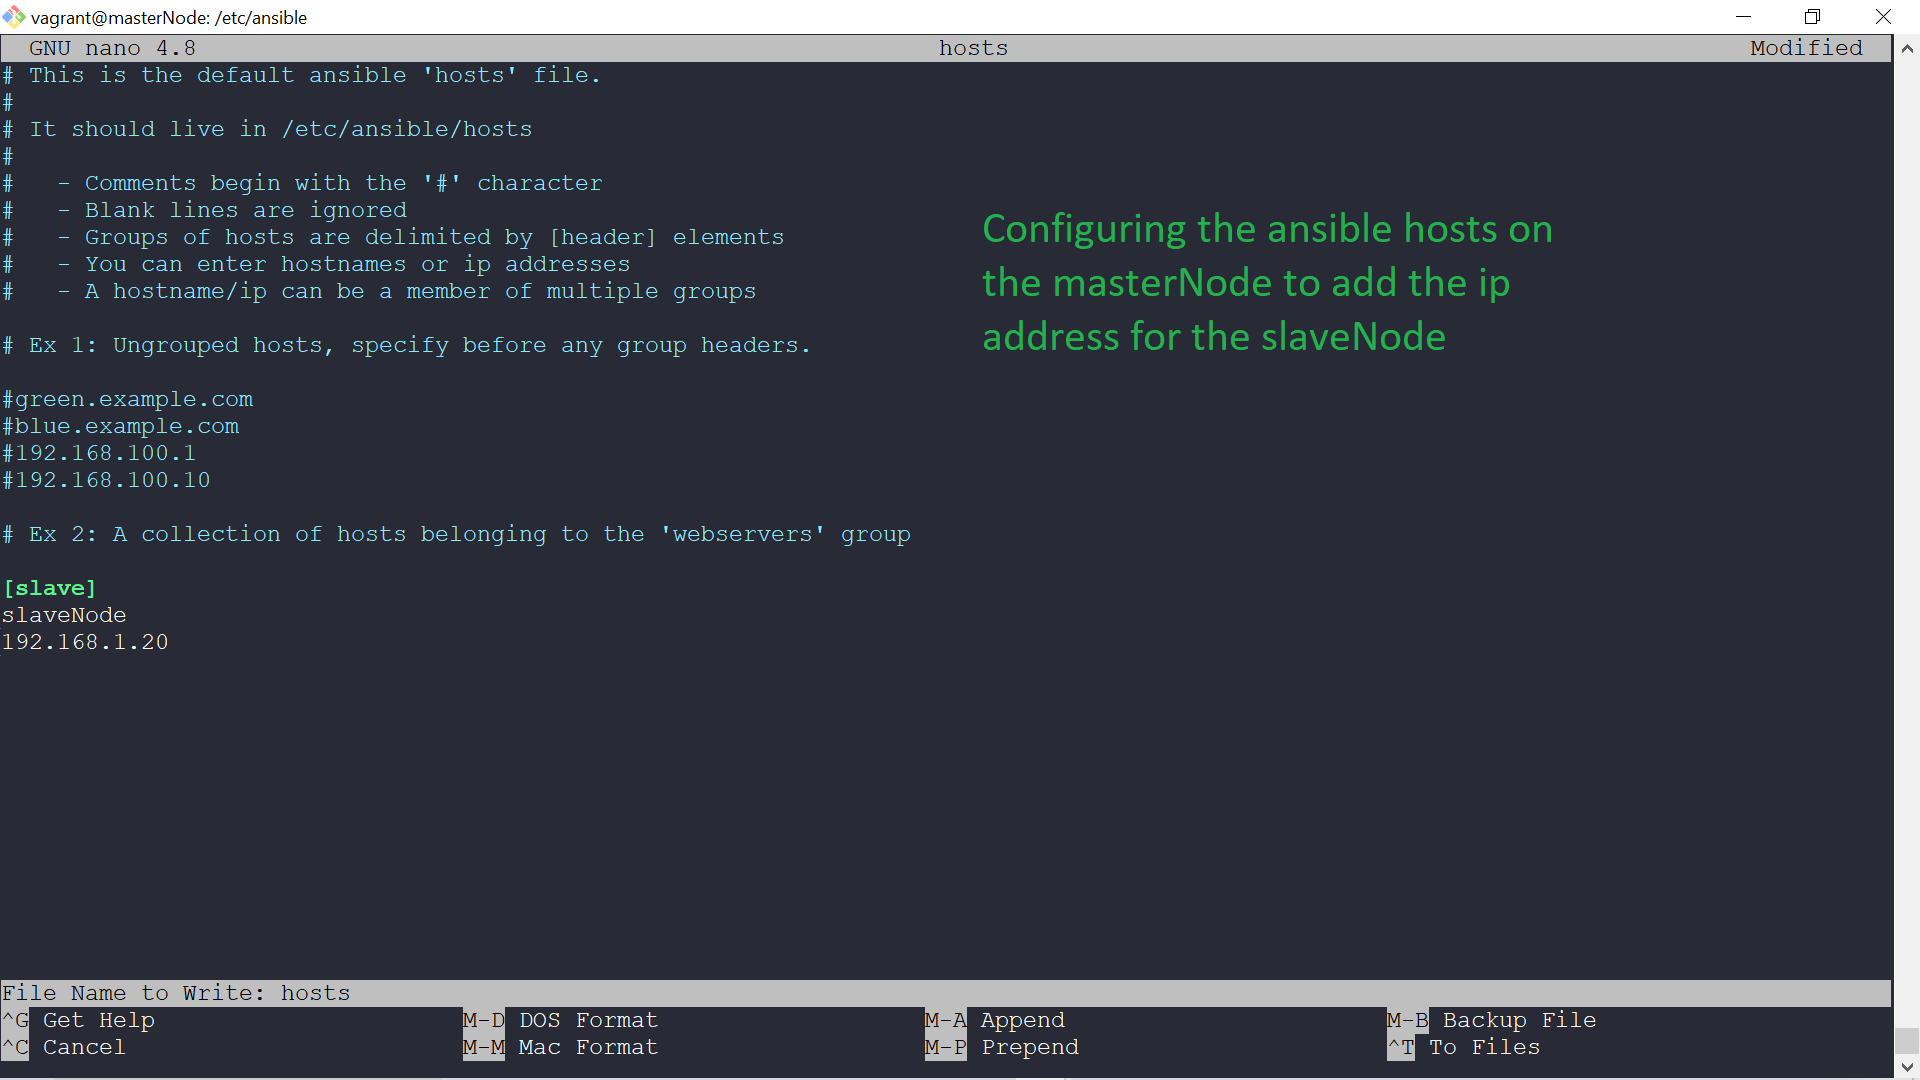 vagrant@masterNode: /etc/ansible
GNU nano 4.8 hosts Modified
# This is the default ansible 'hosts' file.
#
# It should live in /etc/ansible/hosts
#
#   - Comments begin with the '#' character
#   - Blank lines are ignored
#   - Groups of hosts are delimited by [header] elements
#   - You can enter hostnames or ip addresses
#   - A hostname/ip can be a member of multiple groups
# Ex 1: Ungrouped hosts, specify before any group headers.
#green.example.com
#blue.example.com
#192.168.100.1
#192.168.100.10
# Ex 2: A collection of hosts belonging to the 'webservers' group
[slave]
slaveNode
192.168.1.20
Configuring the ansible hosts on
the masterNode to add the ip
address for the slaveNode
File Name to Write: hosts
^G Get Help M-D DOS Format M-A Append M-B Backup File
^C Cancel M-M Mac Format M-P Prepend ^T To Files